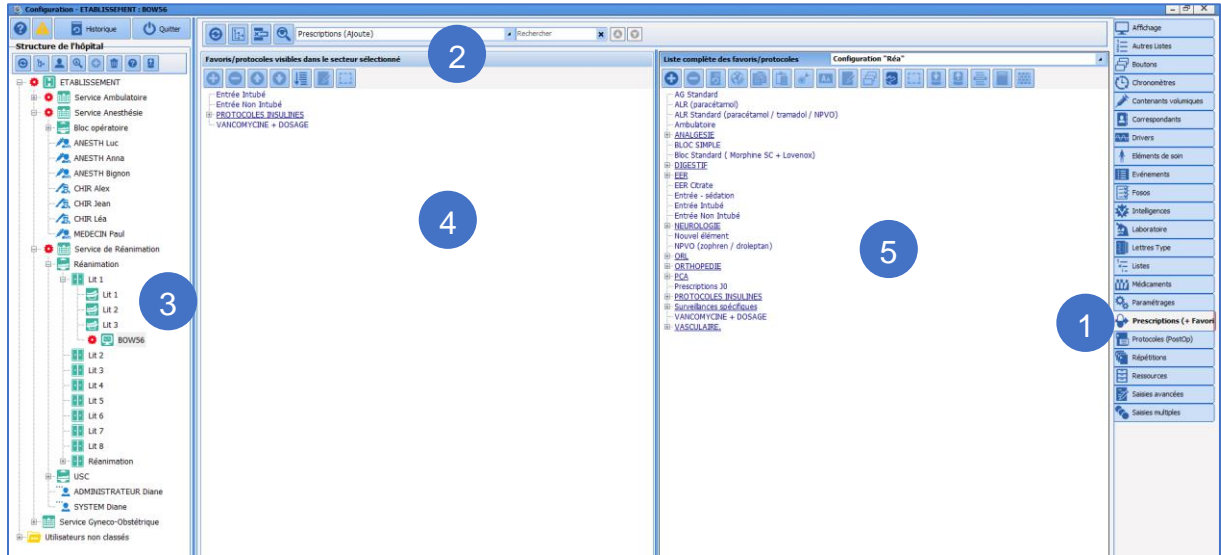 Configuration - ETABLISSEMENT : BOW56
Historique
Quitter
Structure de l'hôpital
ETABLISSEMENT
Service Ambulatoire
Service Anesthésie
Bloc opératoire
ANESTH Luc
ANESTH Anna
ANESTH Bignon
CHIR Alex
CHIR Jean
CHIR Léa
MEDECIN Paul
Service de Réanimation
Réanimation
Lit 1
Lit 1
Lit 2
Lit 3
BOW56
Lit 2
Lit 3
Lit 4
Lit 5
Lit 6
Lit 7
Lit 8
Réanimation
USC
ADMINISTRATEUR Diane
SYSTEM Diane
Service Gyneco-Obstétrique
Utilisateurs non classés
3
Prescriptions (Ajoute)
Rechercher
2
Favoris/protocoles visibles dans le secteur sélectionné
Entrée Intubé
Entrée Non Intubé
PROTOCOLES INSULINES
VANCOMYCINE + DOSAGE
4
Liste complète des favoris/protocoles
Configuration "Réa"
AG Standard
ALR (paracétamol)
ALR Standard (paracétamol / tramadol / NPVO)
Ambulatoire
ANALGESIE
BLOC SIMPLE
Bloc Standard ( Morphine SC + Lovenox)
DIGESTIF
EER
EER Citrate
Entrée - sédation
Entrée Intubé
Entrée Non Intubé
NEUROLOGIE
Nouvel élément
NPVO (zophren / droleptan)
ORL
ORTHOPEDIE
PCA
Prescriptions J0
PROTOCOLES INSULINES
Surveillances spécifiques
VANCOMYCINE + DOSAGE
VASCULAIRE.
5
Affichage
Autres Listes
Boutons
Chronomètres
Contenants volumiques
Correspondants
Drivers
Eléments de soin
Evénements
Fosos
Intelligences
Laboratoire
Lettres Type
Listes
Médicaments
Paramétrages
1
Prescriptions (+ Favori
Protocoles (PostOp)
Répétitions
Ressources
Saisies avancées
Saisies multiples